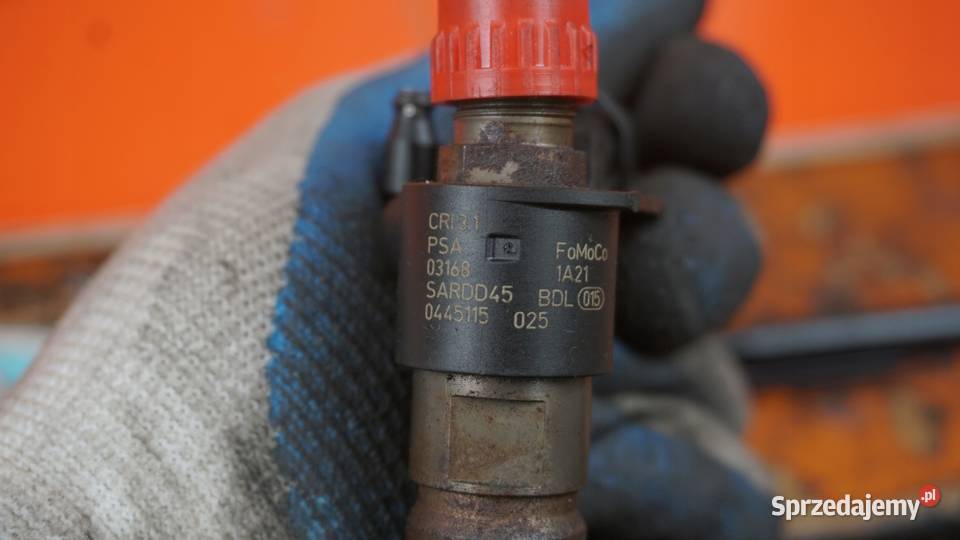 CRI3.1
PSA FoMoCo
03168 1A21
SARDD45 BDL 015
0445115 025
Sprzedajemy.pl